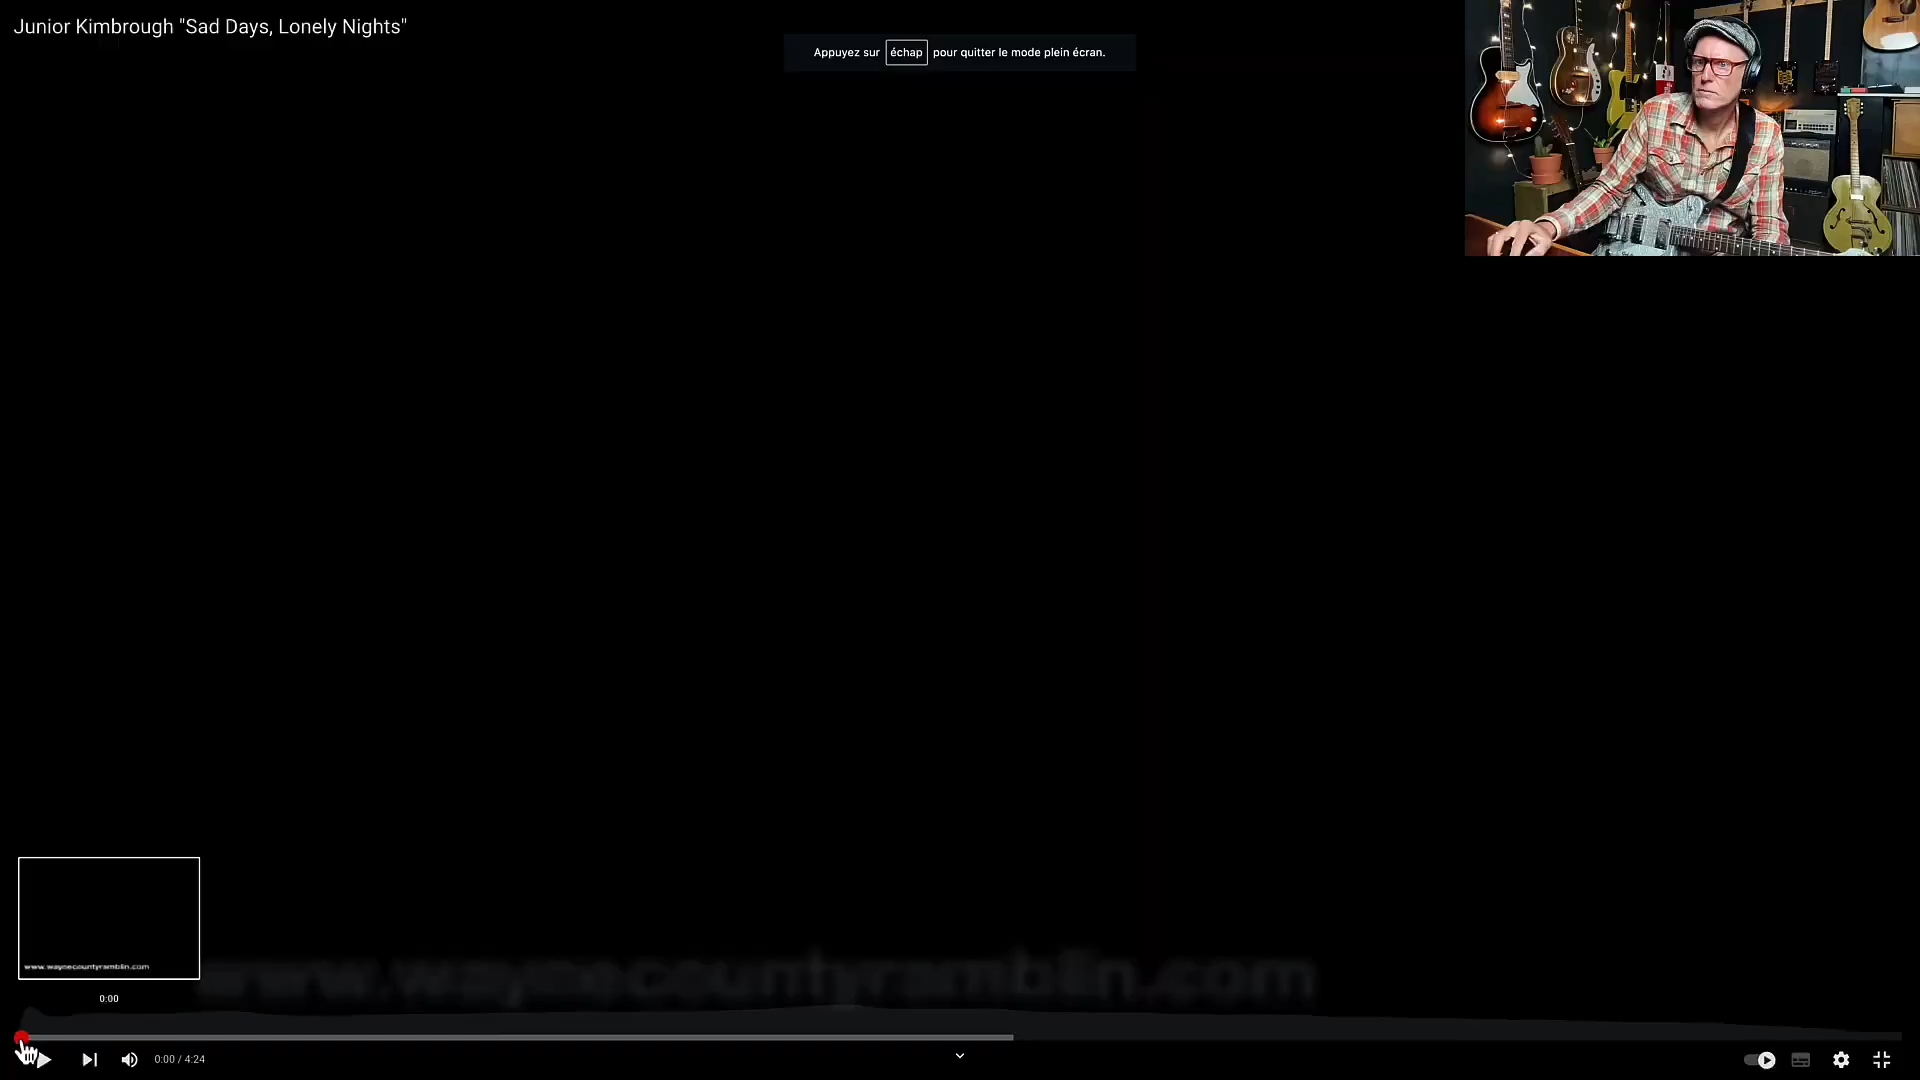 Junior Kimbrough "Sad Days, Lonely Nights"
Appuyez sur échap pour quitter le mode plein écran.
www.waynecountyramblin.com
www.waynecountyramblin.com
0:00
0:00 / 4:24